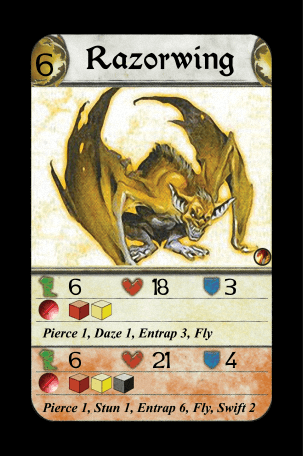 6 Razorwing
6 18 3
Pierce 1, Daze 1, Entrap 3, Fly
6 21 4
Pierce 1, Stun 1, Entrap 6, Fly, Swift 2